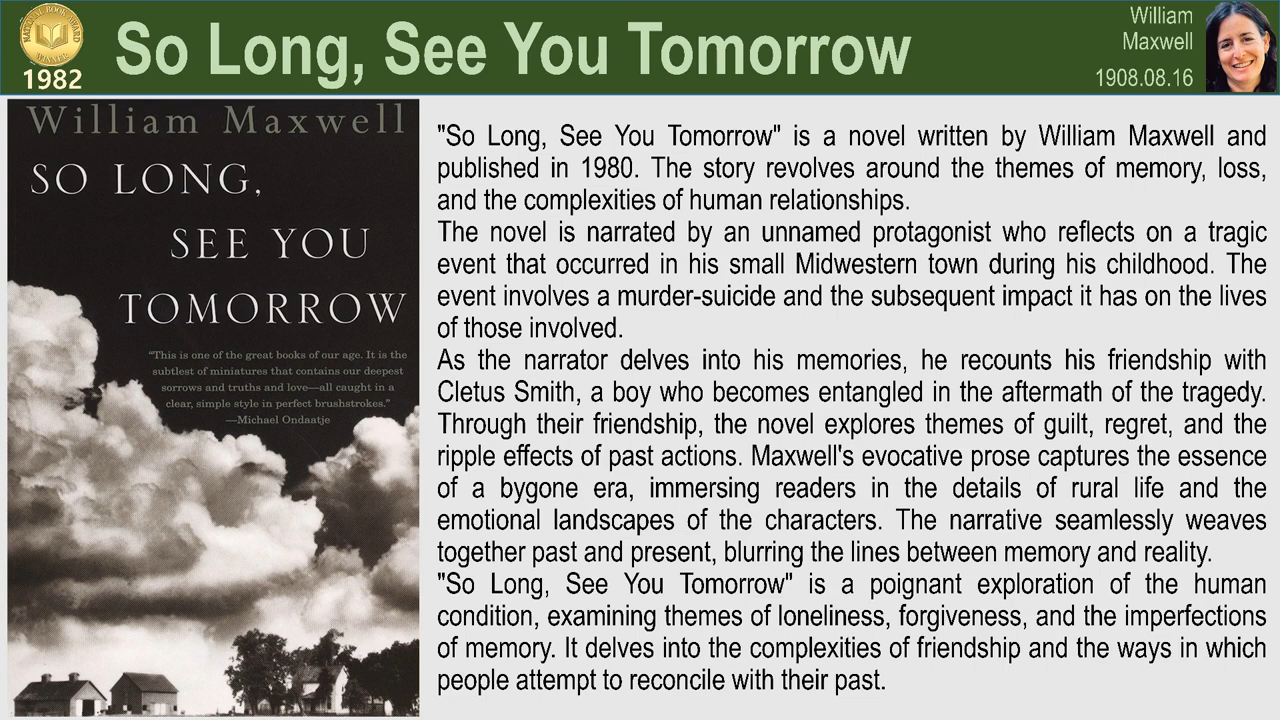 NATIONAL BOOK AWARD
WINNER
1982
So Long, See You Tomorrow
William
Maxwell
1908.08.16
William Maxwell
SO LONG,
SEE YOU
TOMORROW
"This is one of the great books of our age. It is the
subtlest of miniatures that contains our deepest
sorrows and truths and love—all caught in a
clear, simple style in perfect brushstrokes."
—Michael Ondaatje
"So Long, See You Tomorrow" is a novel written by William Maxwell and
published in 1980. The story revolves around the themes of memory, loss,
and the complexities of human relationships.
The novel is narrated by an unnamed protagonist who reflects on a tragic
event that occurred in his small Midwestern town during his childhood. The
event involves a murder-suicide and the subsequent impact it has on the lives
of those involved.
As the narrator delves into his memories, he recounts his friendship with
Cletus Smith, a boy who becomes entangled in the aftermath of the tragedy.
Through their friendship, the novel explores themes of guilt, regret, and the
ripple effects of past actions. Maxwell's evocative prose captures the essence
of a bygone era, immersing readers in the details of rural life and the
emotional landscapes of the characters. The narrative seamlessly weaves
together past and present, blurring the lines between memory and reality.
"So Long, See You Tomorrow" is a poignant exploration of the human
condition, examining themes of loneliness, forgiveness, and the imperfections
of memory. It delves into the complexities of friendship and the ways in which
people attempt to reconcile with their past.